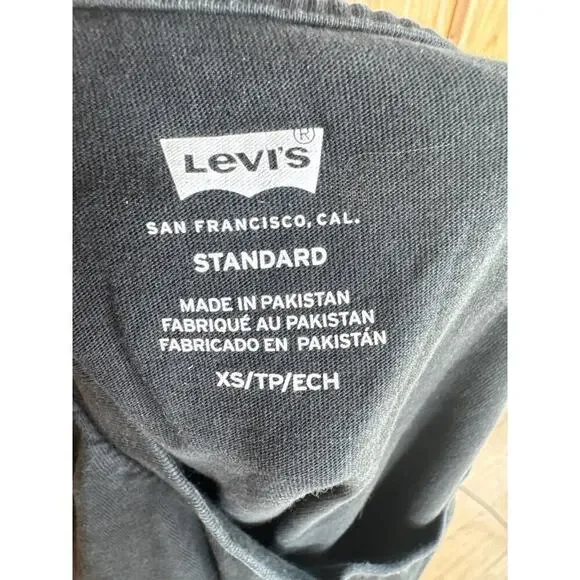 Levi's ®
SAN FRANCISCO, CAL.
STANDARD
MADE IN PAKISTAN
FABRIQUÉ AU PAKISTAN
FABRICADO EN PAKISTÁN
XS/TP/ECH